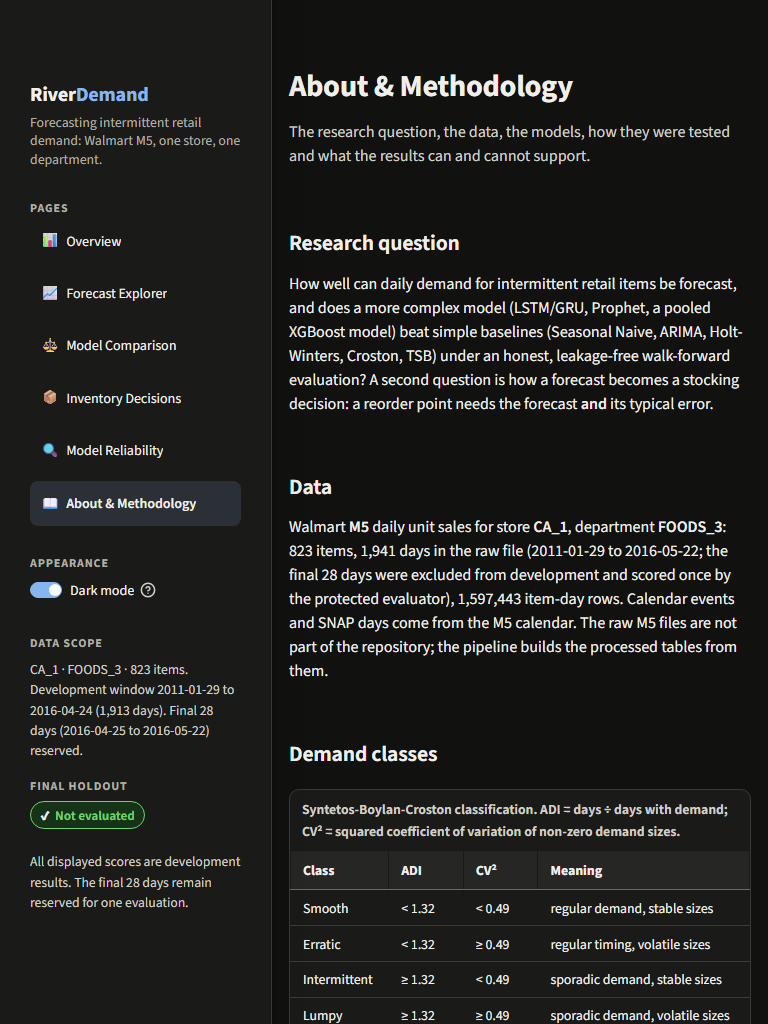 RiverDemand
Forecasting intermittent retail
demand: Walmart M5, one store, one
department.
PAGES
Overview
Forecast Explorer
Model Comparison
Inventory Decisions
Model Reliability
About & Methodology
APPEARANCE
Dark mode ?
DATA SCOPE
CA_1 · FOODS_3 · 823 items.
Development window 2011-01-29 to
2016-04-24 (1,913 days). Final 28
days (2016-04-25 to 2016-05-22)
reserved.
FINAL HOLDOUT
✓ Not evaluated
All displayed scores are development
results. The final 28 days remain
reserved for one evaluation.
About & Methodology
The research question, the data, the models, how they were tested
and what the results can and cannot support.
Research question
How well can daily demand for intermittent retail items be forecast,
and does a more complex model (LSTM/GRU, Prophet, a pooled
XGBoost model) beat simple baselines (Seasonal Naive, ARIMA, Holt-
Winters, Croston, TSB) under an honest, leakage-free walk-forward
evaluation? A second question is how a forecast becomes a stocking
decision: a reorder point needs the forecast and its typical error.
Data
Walmart M5 daily unit sales for store CA_1, department FOODS_3:
823 items, 1,941 days in the raw file (2011-01-29 to 2016-05-22; the
final 28 days were excluded from development and scored once by
the protected evaluator), 1,597,443 item-day rows. Calendar events
and SNAP days come from the M5 calendar. The raw M5 files are not
part of the repository; the pipeline builds the processed tables from
them.
Demand classes
Syntetos-Boylan-Croston classification. ADI = days ÷ days with demand;
CV² = squared coefficient of variation of non-zero demand sizes.
Class ADI CV² Meaning
Smooth < 1.32 < 0.49 regular demand, stable sizes
Erratic < 1.32 ≥ 0.49 regular timing, volatile sizes
Intermittent ≥ 1.32 < 0.49 sporadic demand, stable sizes
Lumpy ≥ 1.32 ≥ 0.49 sporadic demand, volatile sizes